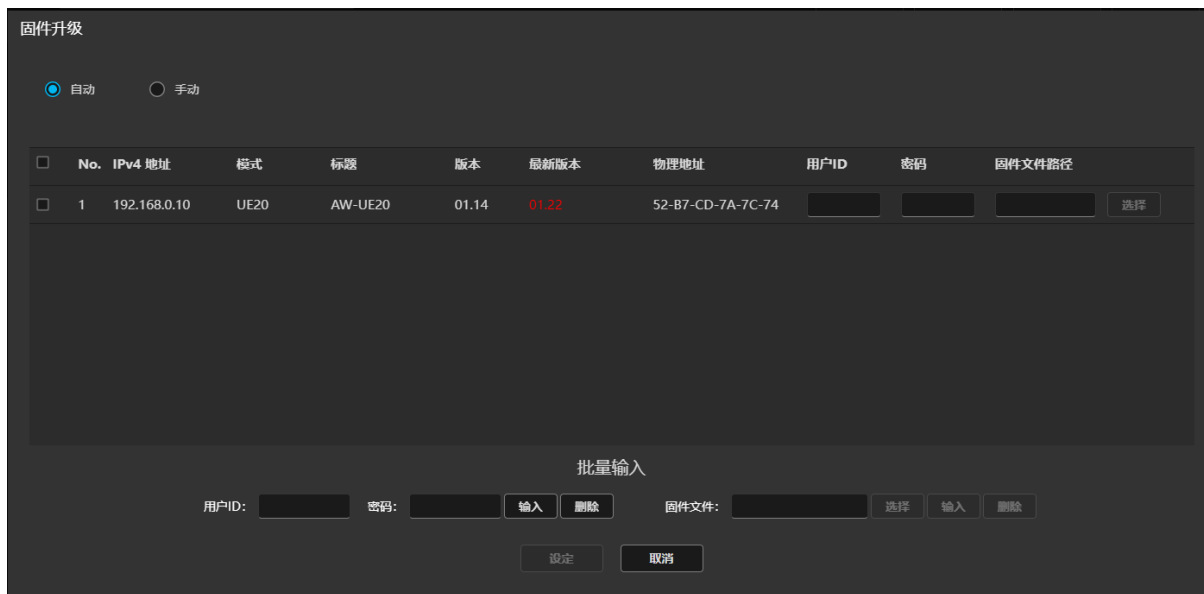 固件升级
自动 手动
No. IPv4 地址 模式 标题 版本 最新版本 物理地址 用户ID 密码 固件文件路径
1 192.168.0.10 UE20 AW-UE20 01.14 01.22 52-B7-CD-7A-7C-74 选择
批量输入
用户ID: 密码: 输入 删除 固件文件: 选择 输入 删除
设定 取消